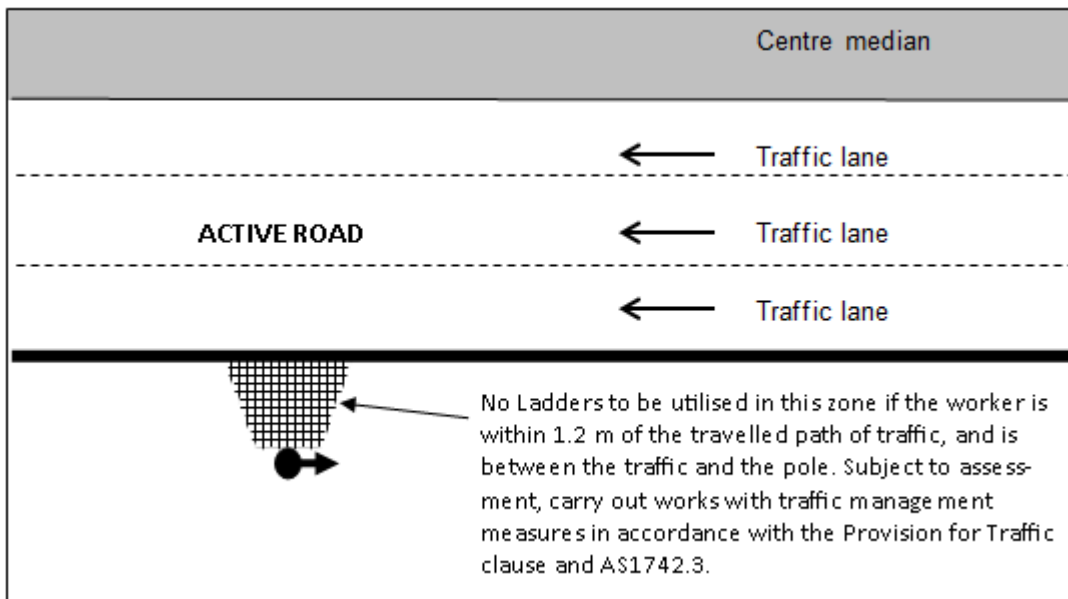 Centre median
Traffic lane
ACTIVE ROAD
Traffic lane
Traffic lane
No Ladders to be utilised in this zone if the worker is
within 1.2 m of the travelled path of traffic, and is
between the traffic and the pole. Subject to assess-
ment, carry out works with traffic management
measures in accordance with the Provision for Traffic
clause and AS1742.3.